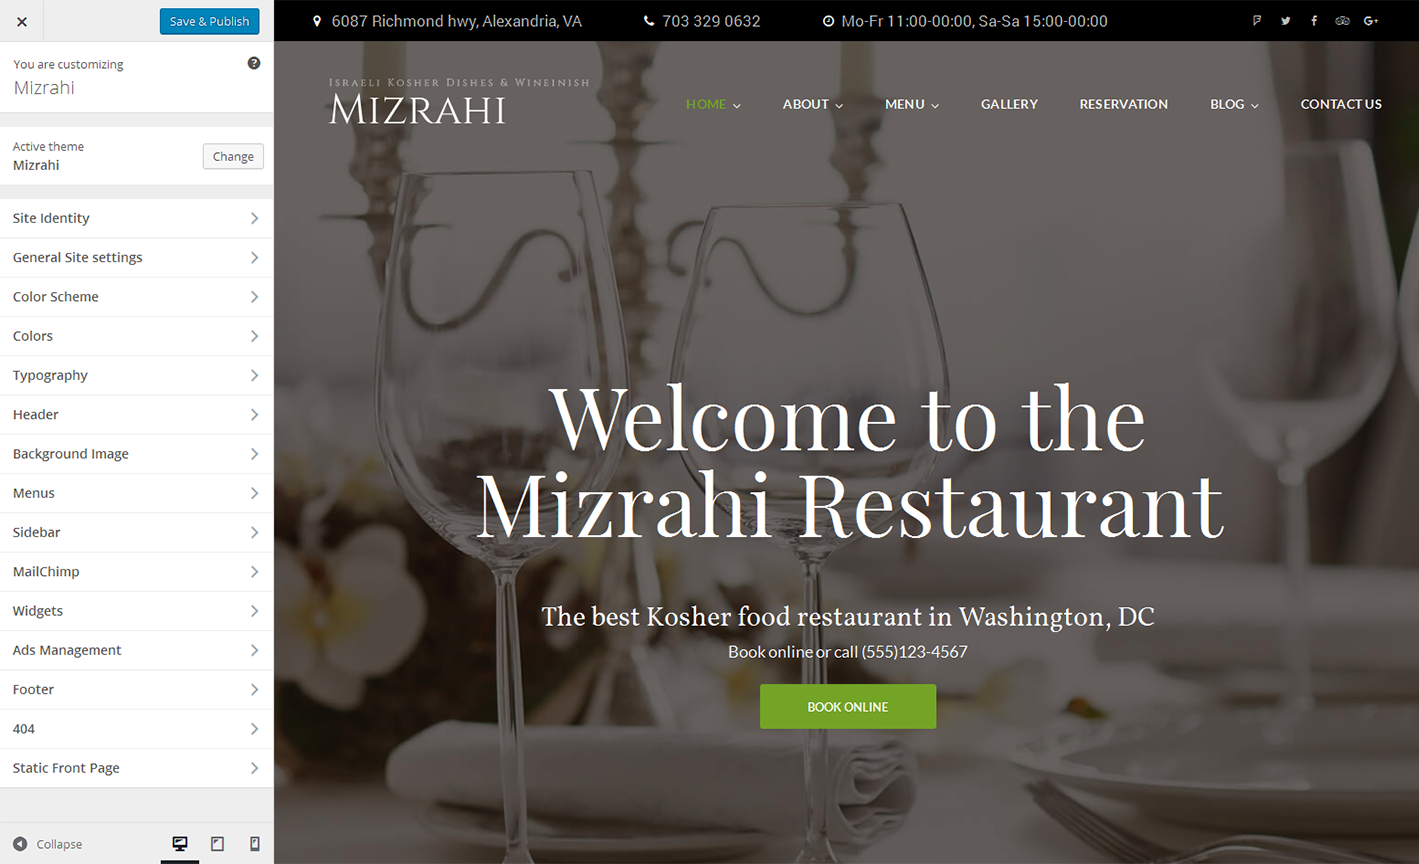 Save & Publish
You are customizing
Mizrahi
Active theme
Mizrahi
Change
Site Identity
General Site settings
Color Scheme
Colors
Typography
Header
Background Image
Menus
Sidebar
MailChimp
Widgets
Ads Management
Footer
404
Static Front Page
Collapse
6087 Richmond hwy, Alexandria, VA 703 329 0632 Mo-Fr 11:00-00:00, Sa-Sa 15:00-00:00
Israeli Kosher Dishes & Wineinish
Mizrahi
HOME ABOUT MENU GALLERY RESERVATION BLOG CONTACT US
Welcome to the
Mizrahi Restaurant
The best Kosher food restaurant in Washington, DC
Book online or call (555)123-4567
BOOK ONLINE